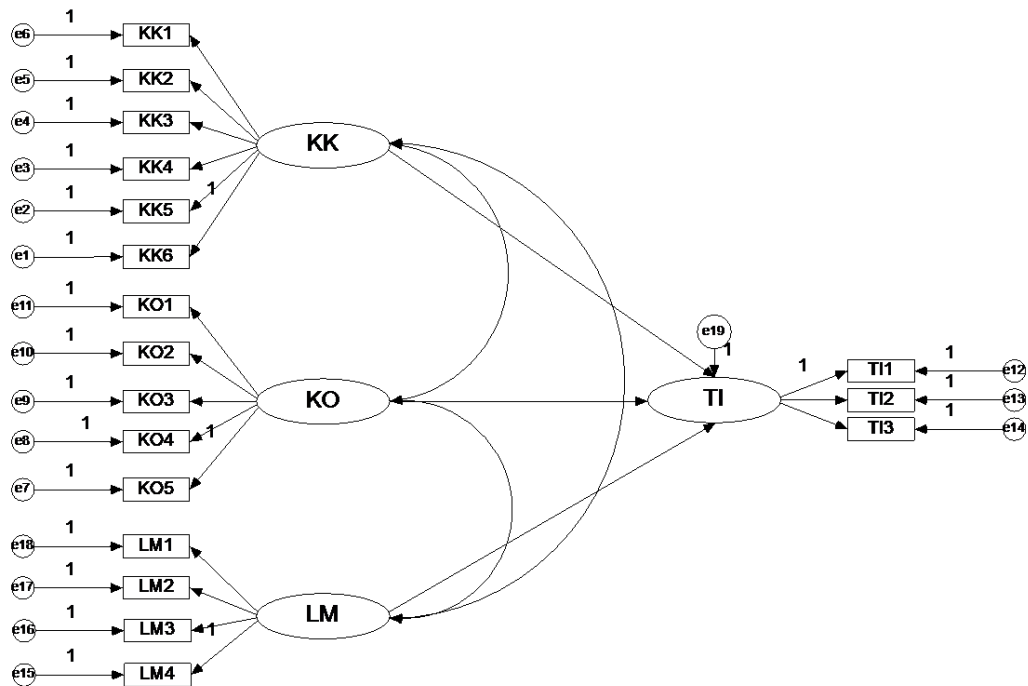 1
e6 KK1
1
e5 KK2
1
e4 KK3
KK
1
e3 KK4
1
1
e2 KK5
1
e1 KK6
1
e11 KO1
1
e10 KO2
1
e9 KO3
KO
1
e8 KO4
1
1
e7 KO5
e19
1
TI
1
TI1 1 e12
TI2 1 e13
TI3 1 e14
1
e18 LM1
1
e17 LM2
LM
1
e16 LM3
1
1
e15 LM4